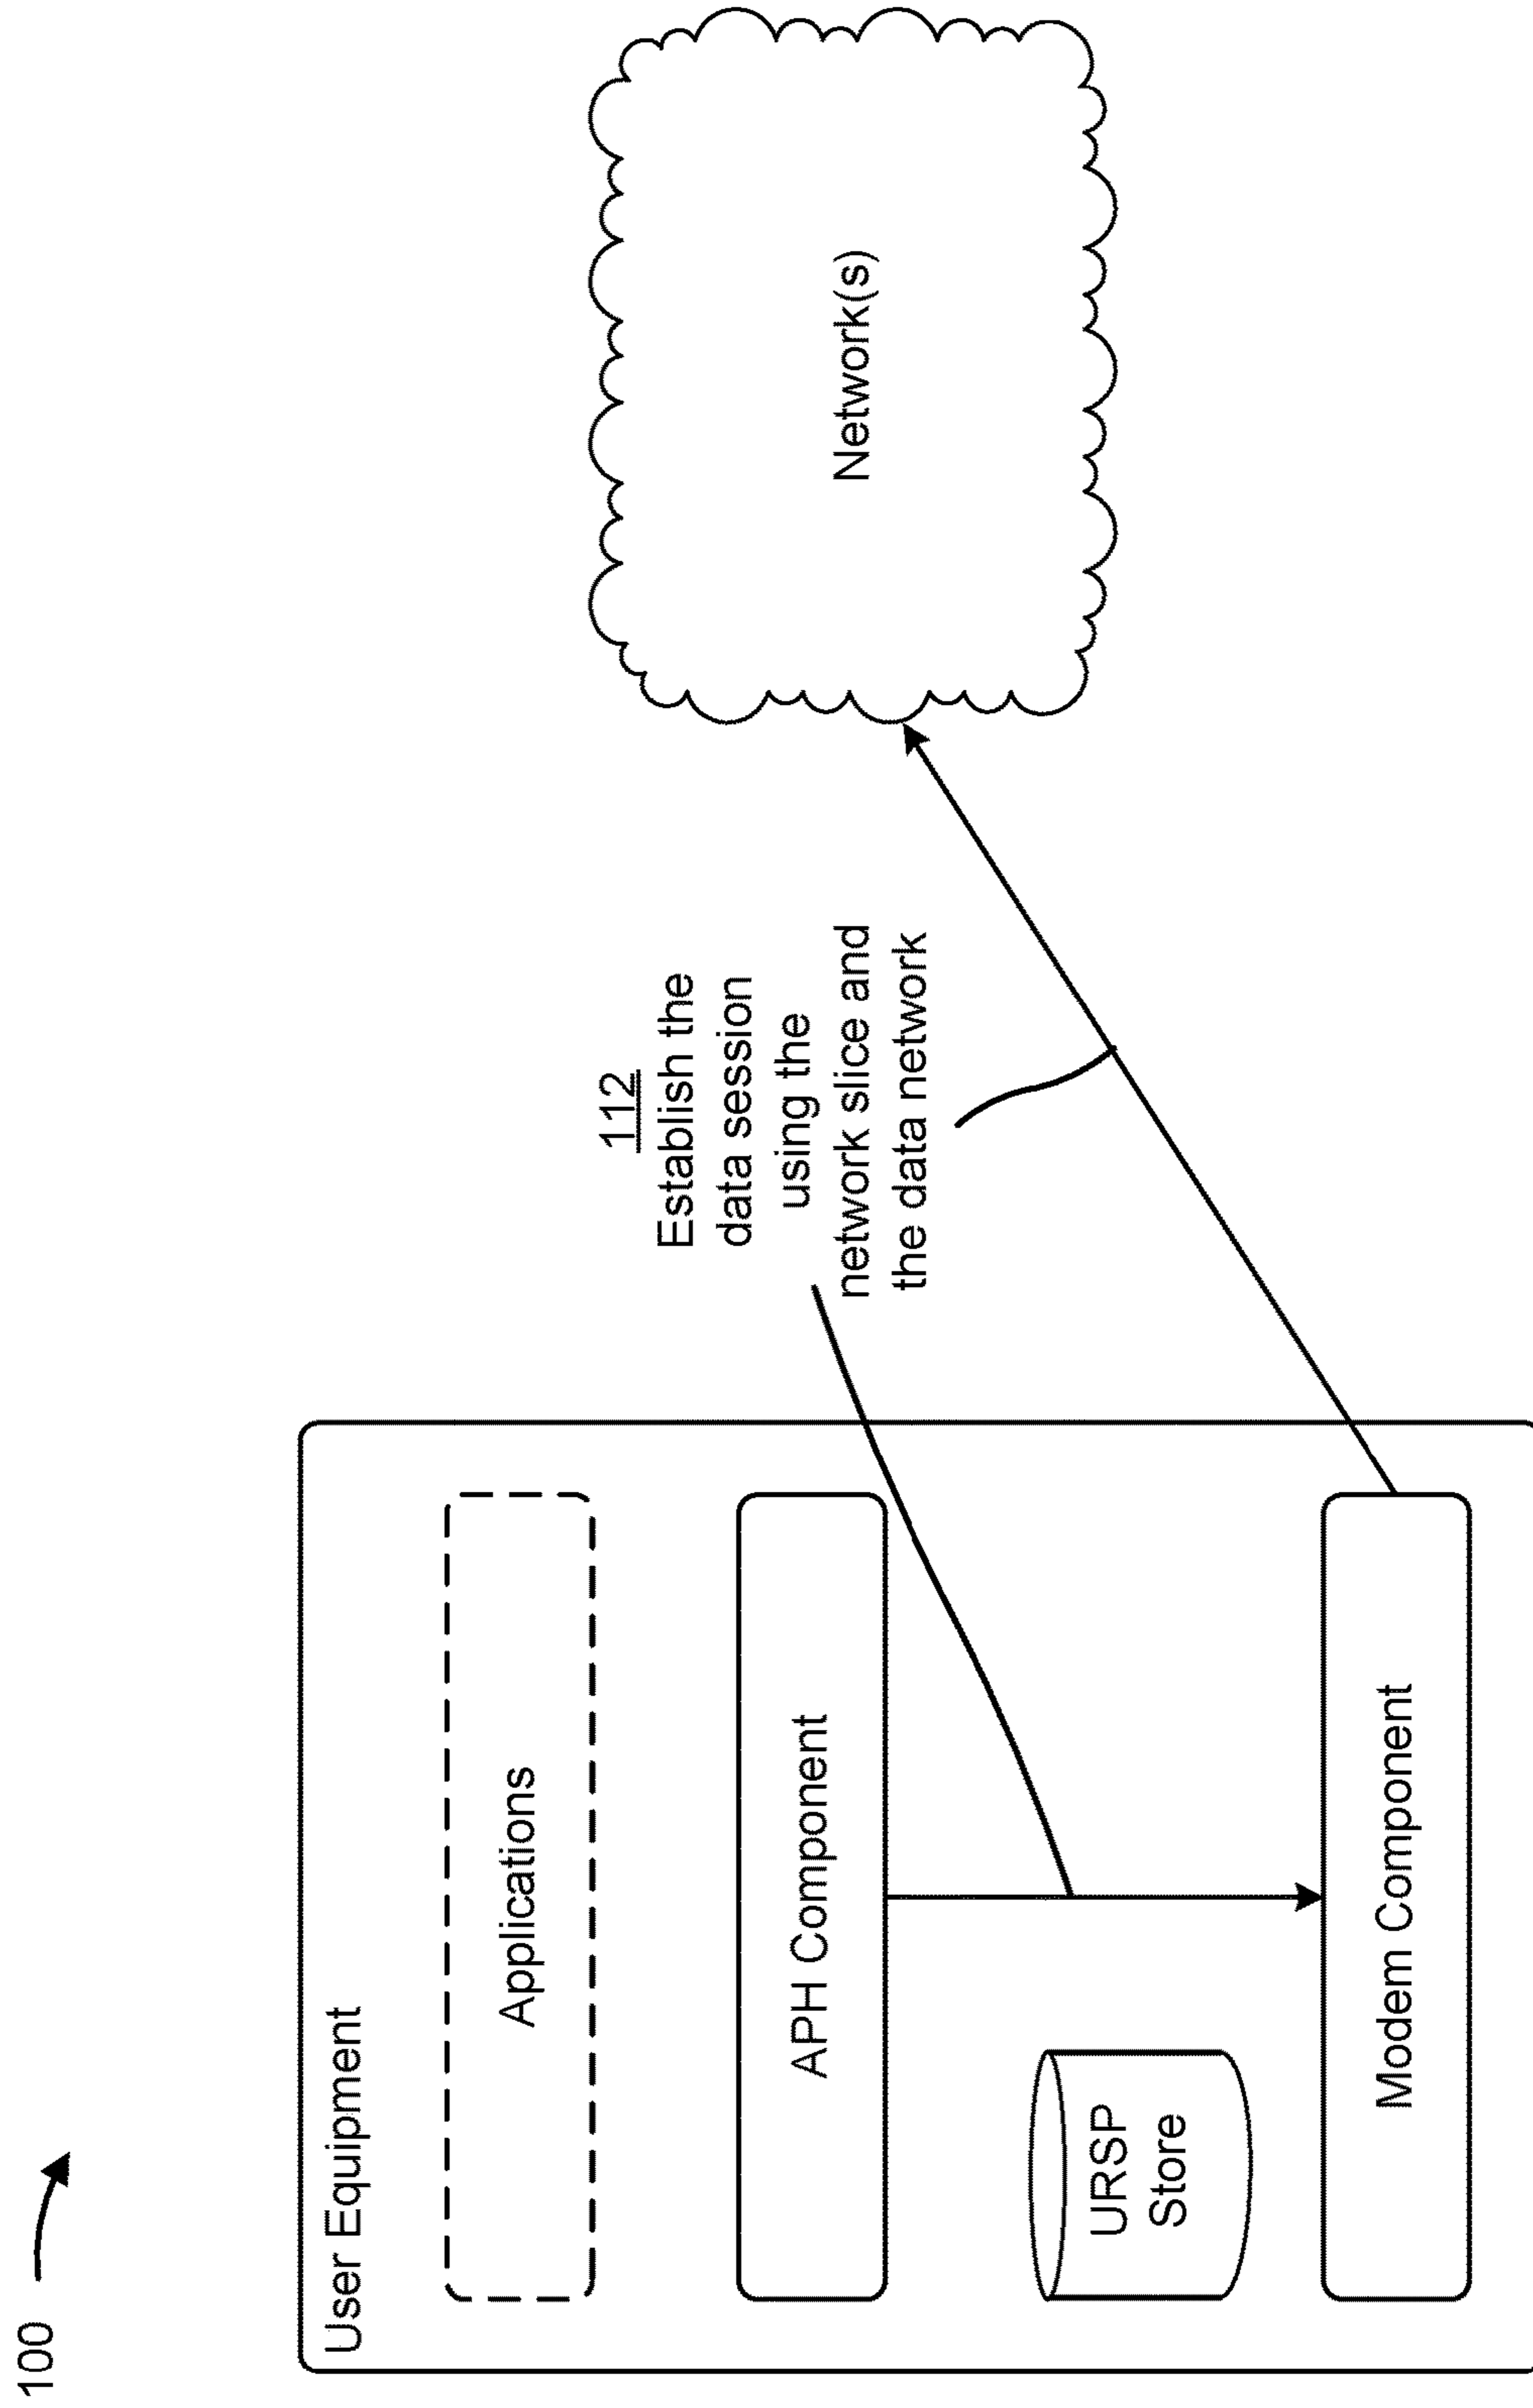 100
User Equipment
Applications
APH Component
URSP
Store
Modem Component
112
Establish the
data session
using the
network slice and
the data network
Network(s)